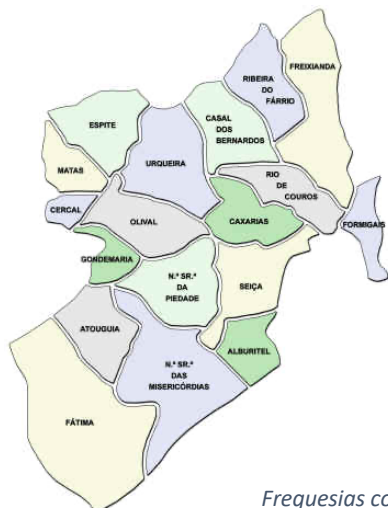 FREIXIANDA
RIBEIRA
DO
FÁRRIO
ESPITE
CASAL
DOS
BERNARDOS
URQUEIRA
MATAS
RIO
DE
COUROS
CERCAL
OLIVAL
CAXARIAS
FORMIGAIS
GONDEMARIA
N.ª SR.ª
DA
PIEDADE
SEIÇA
ATOUGUIA
ALBURITEL
N.ª SR.ª
DAS
MISERICÓRDIAS
FÁTIMA
Freguesias co